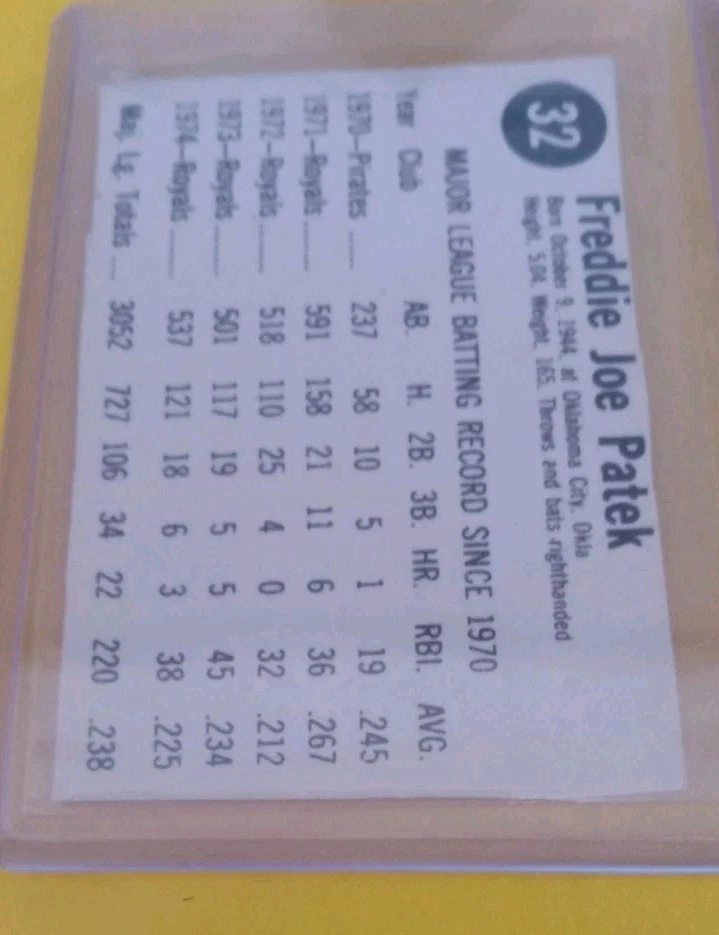 32
Freddie Joe Patek
Born October 9, 1944, at Oklahoma City, Okla
Height, 5.04, Weight, 165, Throws and bats righthanded
MAJOR LEAGUE BATTING RECORD SINCE 1970
Year Club AB. H. 2B. 3B. HR. RBI. AVG.
1970—Pirates ...... 237 58 10 5 1 19 .245
1971—Royals ...... 591 158 21 11 6 36 .267
1972—Royals ...... 518 110 25 4 0 32 .212
1973—Royals ...... 501 117 19 5 5 45 .234
1974—Royals ...... 537 121 18 6 3 38 .225
Maj. Lg. Totals .... 3052 727 106 34 22 220 .238